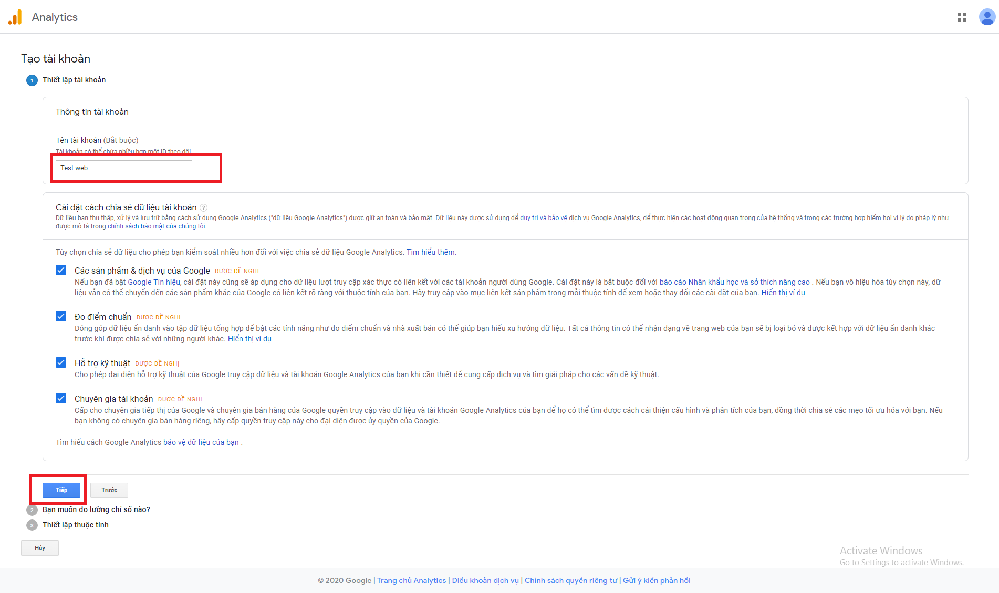 Analytics
Tạo tài khoản
1 Thiết lập tài khoản
Thông tin tài khoản
Tên tài khoản (Bắt buộc)
Tài khoản có thể chứa nhiều hơn một ID theo dõi
Test web
Cài đặt cách chia sẻ dữ liệu tài khoản ?
Dữ liệu bạn thu thập, xử lý và lưu trữ bằng cách sử dụng Google Analytics ("dữ liệu Google Analytics") được giữ an toàn và bảo mật. Dữ liệu này được sử dụng để duy trì và bảo vệ dịch vụ Google Analytics, để thực hiện các hoạt động quan trọng của hệ thống và trong các trường hợp hiếm hoi vì lý do pháp lý như
được mô tả trong chính sách bảo mật của chúng tôi.
Tùy chọn chia sẻ dữ liệu cho phép bạn kiểm soát nhiều hơn đối với việc chia sẻ dữ liệu Google Analytics. Tìm hiểu thêm.
Các sản phẩm & dịch vụ của Google ĐƯỢC ĐỀ NGHỊ
Nếu bạn đã bật Google Tín hiệu, cài đặt này cũng sẽ áp dụng cho dữ liệu lượt truy cập xác thực có liên kết với các tài khoản người dùng Google. Cài đặt này là bắt buộc đối với báo cáo Nhân khẩu học và sở thích nâng cao . Nếu bạn vô hiệu hóa tùy chọn này, dữ
liệu vẫn có thể chuyển đến các sản phẩm khác của Google có liên kết rõ ràng với thuộc tính của bạn. Hãy truy cập vào mục liên kết sản phẩm trong mỗi thuộc tính để xem hoặc thay đổi các cài đặt của bạn. Hiển thị ví dụ
Đo điểm chuẩn ĐƯỢC ĐỀ NGHỊ
Đóng góp dữ liệu ẩn danh vào tập dữ liệu tổng hợp để bật các tính năng như đo điểm chuẩn và nhà xuất bản có thể giúp bạn hiểu xu hướng dữ liệu. Tất cả thông tin có thể nhận dạng về trang web của bạn sẽ bị loại bỏ và được kết hợp với dữ liệu ẩn danh khác
trước khi được chia sẻ với những người khác. Hiển thị ví dụ
Hỗ trợ kỹ thuật ĐƯỢC ĐỀ NGHỊ
Cho phép đại diện hỗ trợ kỹ thuật của Google truy cập dữ liệu và tài khoản Google Analytics của bạn khi cần thiết để cung cấp dịch vụ và tìm giải pháp cho các vấn đề kỹ thuật.
Chuyên gia tài khoản ĐƯỢC ĐỀ NGHỊ
Cấp cho chuyên gia tiếp thị của Google và chuyên gia bán hàng của Google quyền truy cập vào dữ liệu và tài khoản Google Analytics của bạn để họ có thể tìm được cách cải thiện cấu hình và phân tích của bạn, đồng thời chia sẻ các mẹo tối ưu hóa với bạn. Nếu
bạn không có chuyên gia bán hàng riêng, hãy cấp quyền truy cập này cho đại diện được ủy quyền của Google.
Tìm hiểu cách Google Analytics bảo vệ dữ liệu của bạn .
Tiếp Trước
2 Bạn muốn đo lường chỉ số nào?
3 Thiết lập thuộc tính
Hủy
Activate Windows
Go to Settings to activate Windows.
© 2020 Google | Trang chủ Analytics | Điều khoản dịch vụ | Chính sách quyền riêng tư | Gửi ý kiến phản hồi